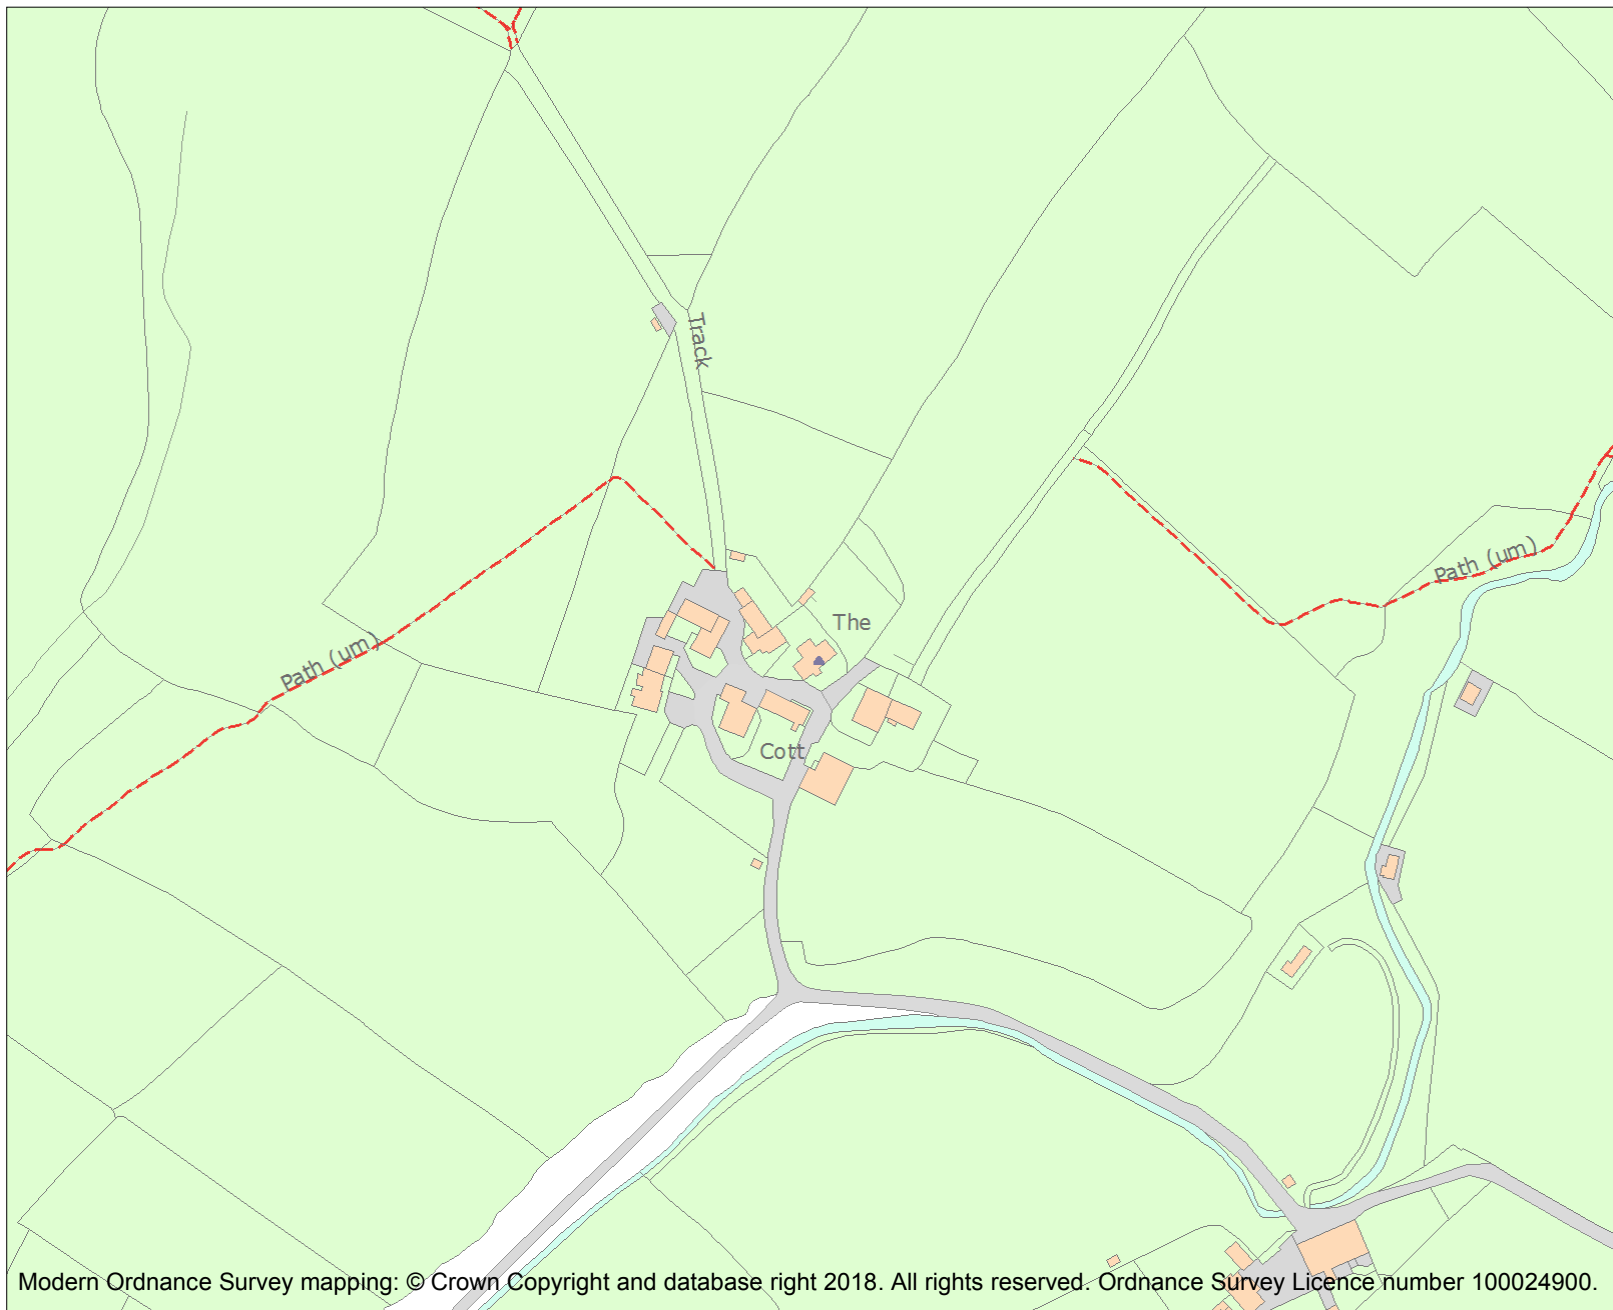 Track
Path (um)
The
Path (um)
Cott
Modern Ordnance Survey mapping: © Crown Copyright and database right 2018. All rights reserved. Ordnance Survey Licence number 100024900.